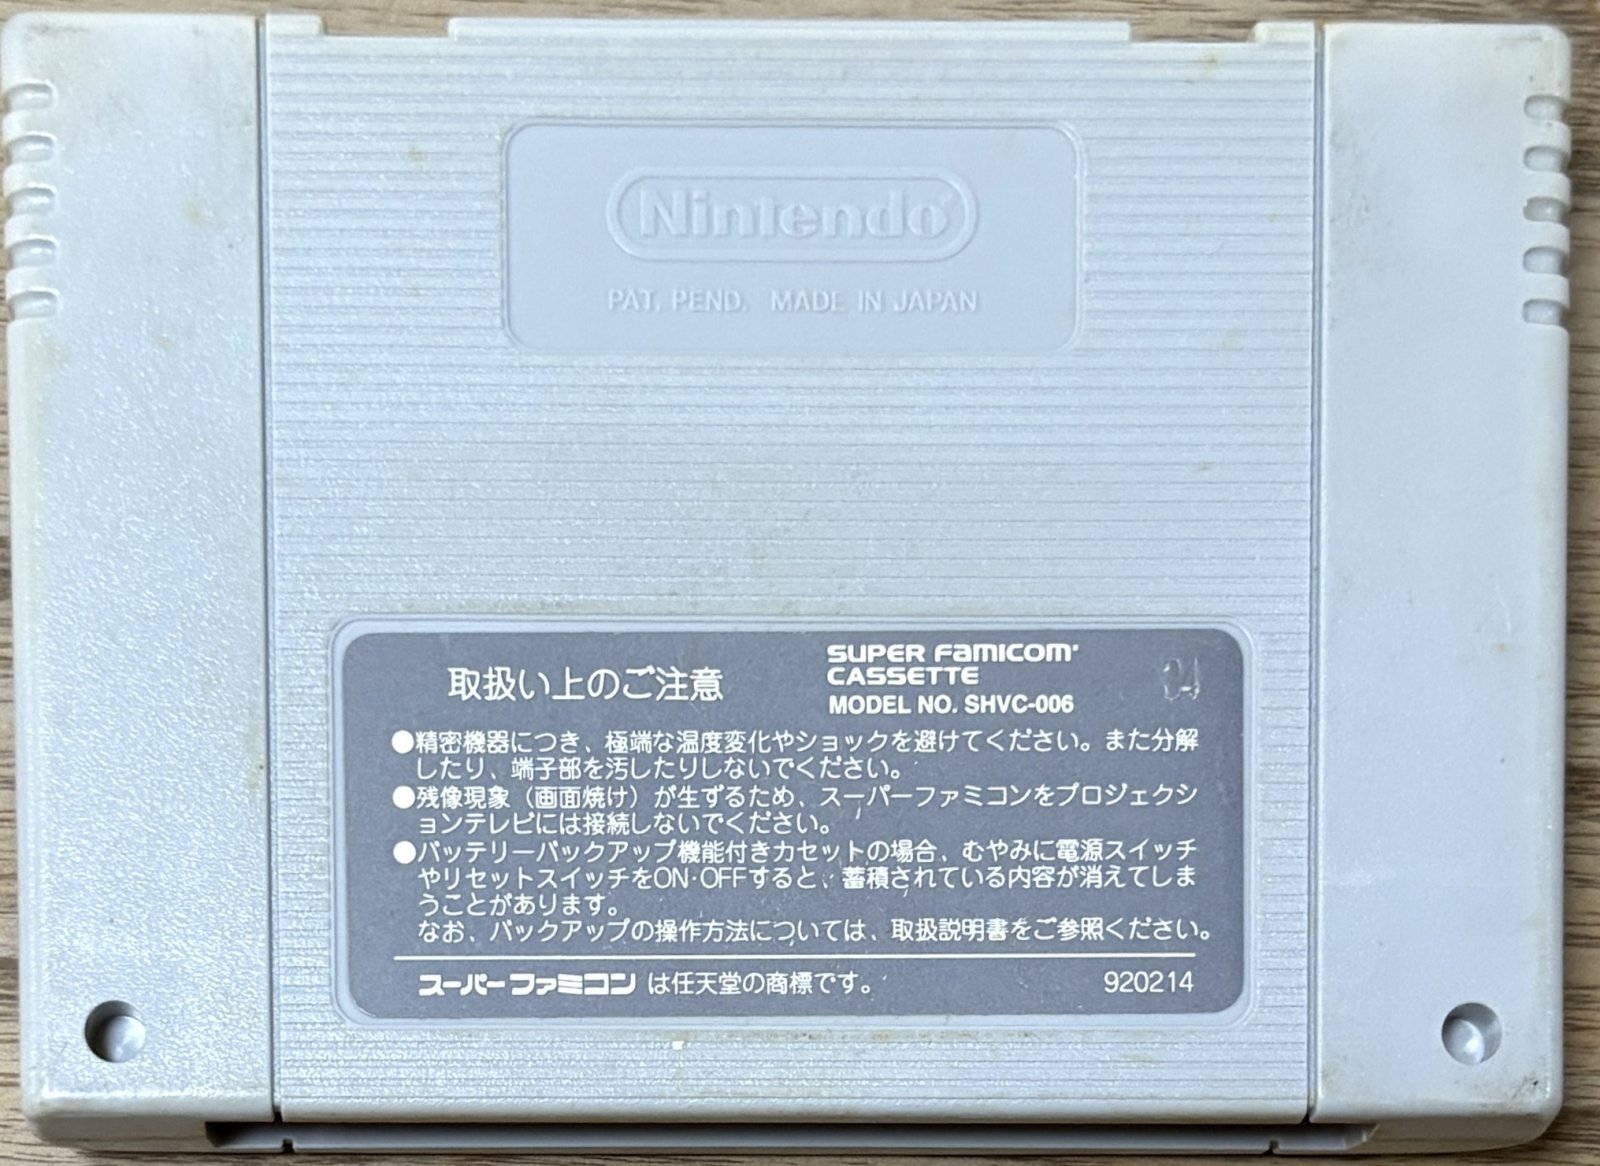 Nintendo
PAT. PEND. MADE IN JAPAN
取扱い上のご注意
SUPER FAMICOM
CASSETTE
MODEL NO. SHVC-006
04
●精密機器につき、極端な温度変化やショックを避けてください。また分解
したり、端子部を汚したりしないでください。
●残像現象（画面焼け）が生ずるため、スーパーファミコンをプロジェクシ
ョンテレビには接続しないでください。
●バッテリーバックアップ機能付きカセットの場合、むやみに電源スイッチ
やリセットスイッチをON・OFFすると、蓄積されている内容が消えてしま
うことがあります。
なお、バックアップの操作方法については、取扱説明書をご参照ください。
スーパーファミコン は任天堂の商標です。
920214